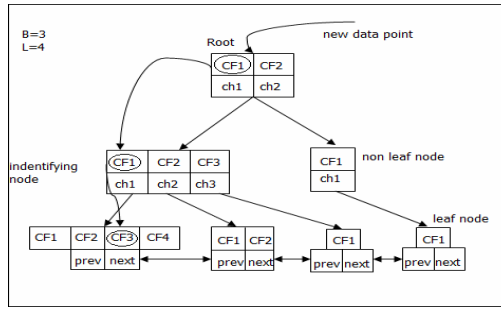 B=3
L=4
new data point
Root
CF1 CF2
ch1 ch2
indentifying
node
CF1 CF2 CF3
ch1 ch2 ch3
CF1
ch1
non leaf node
leaf node
CF1 CF2 CF3 CF4
prev next
CF1 CF2
prev next
CF1
prev next
CF1
prev next